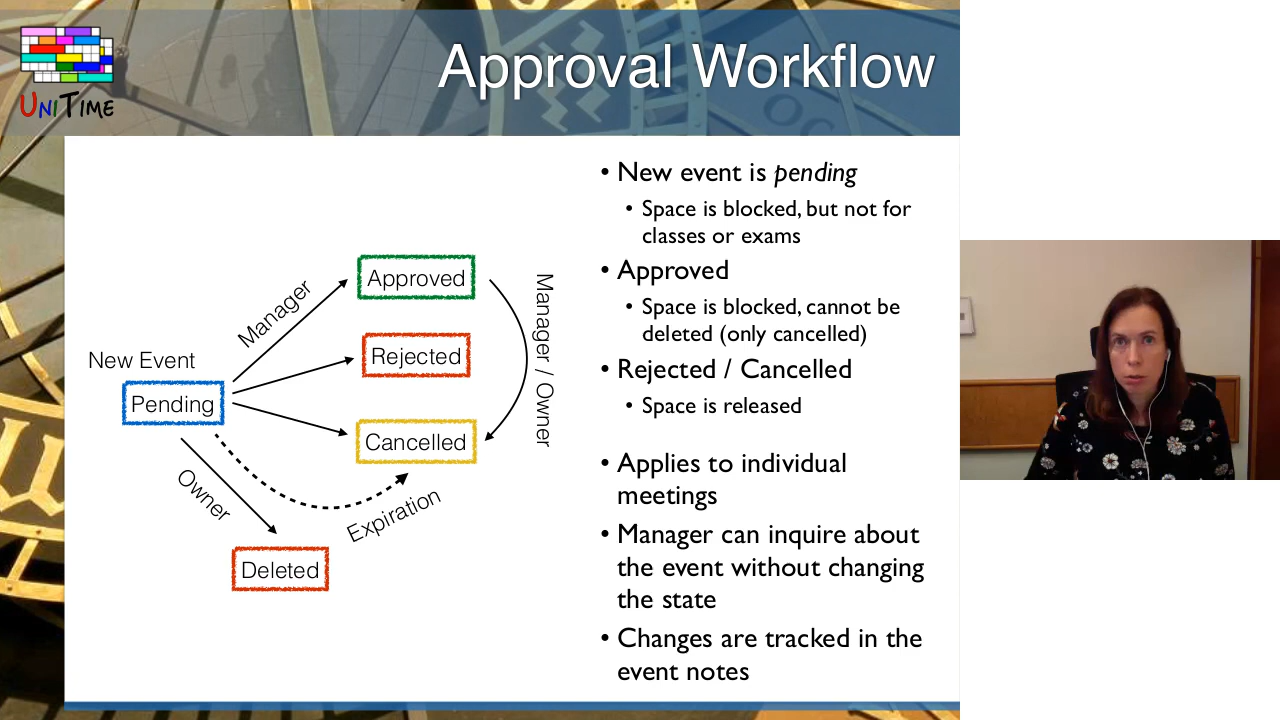 UNITIME
Approval Workflow
New Event
Pending
Manager
Approved
Rejected
Cancelled
Manager / Owner
Owner
Expiration
Deleted
• New event is pending
• Space is blocked, but not for
classes or exams
• Approved
• Space is blocked, cannot be
deleted (only cancelled)
• Rejected / Cancelled
• Space is released
• Applies to individual
meetings
• Manager can inquire about
the event without changing
the state
• Changes are tracked in the
event notes